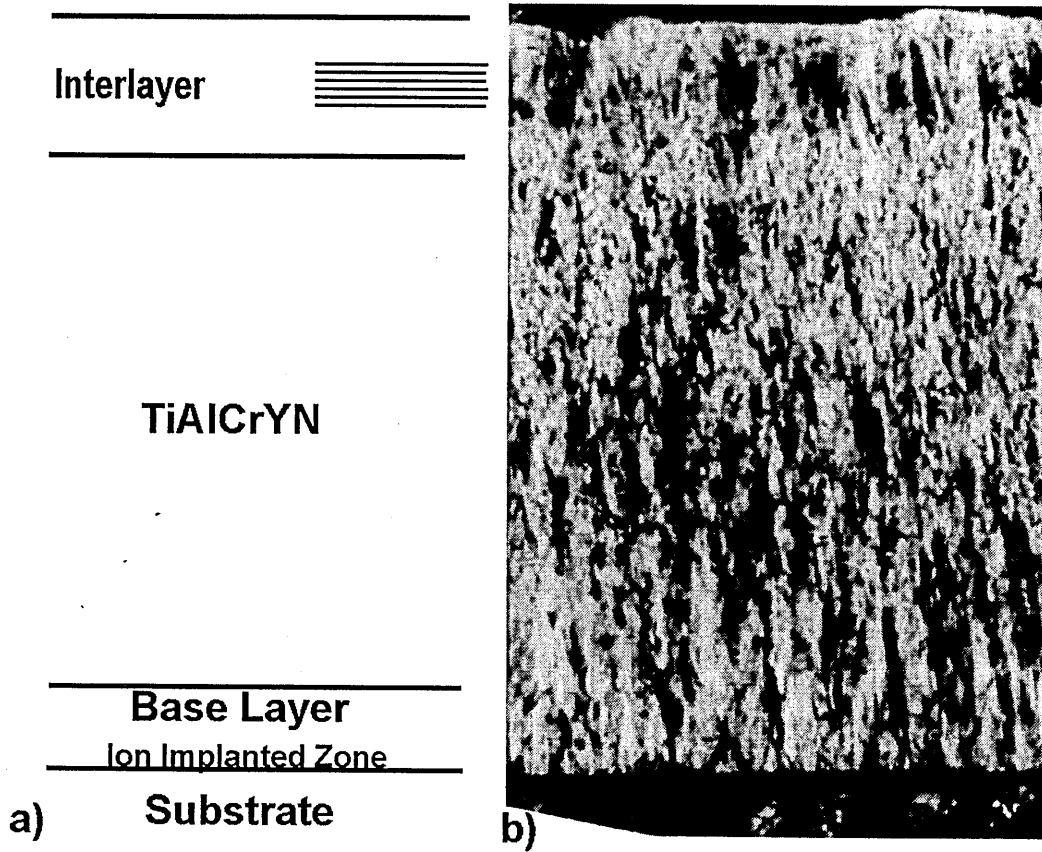 Interlayer
TiAlCrYN
Base Layer
Ion Implanted Zone
Substrate
a)
b)